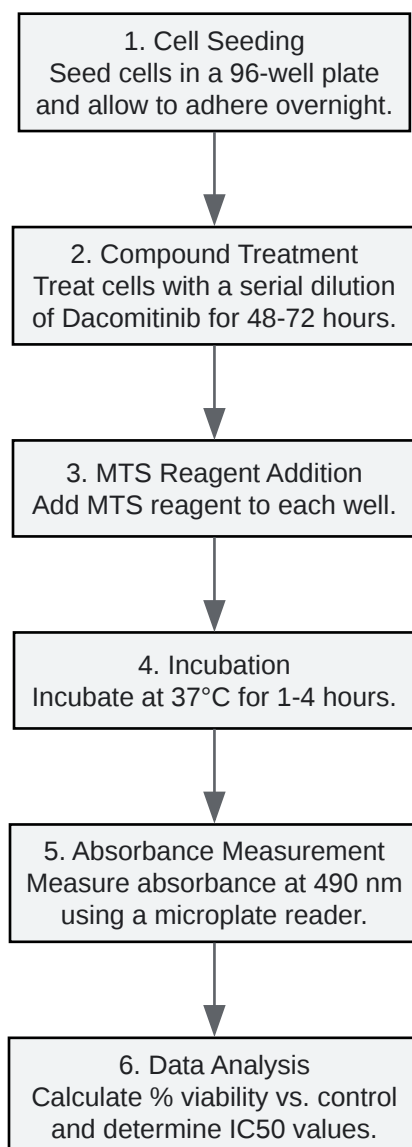 1. Cell Seeding
Seed cells in a 96-well plate
and allow to adhere overnight.
2. Compound Treatment
Treat cells with a serial dilution
of Dacomitinib for 48-72 hours.
3. MTS Reagent Addition
Add MTS reagent to each well.
4. Incubation
Incubate at 37°C for 1-4 hours.
5. Absorbance Measurement
Measure absorbance at 490 nm
using a microplate reader.
6. Data Analysis
Calculate % viability vs. control
and determine IC50 values.